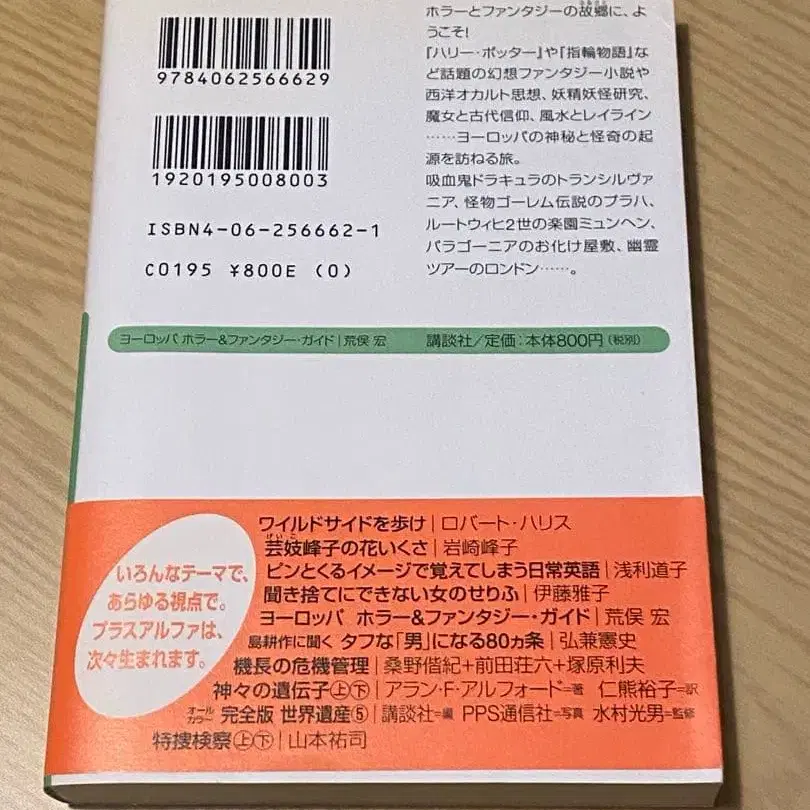 9784062566629
1920195008003
ISBN4-06-256662-1
C0195 ¥800E (0)
ホラーとファンタジーの故郷に、よ
うこそ!
『ハリー・ポッター』や『指輪物語』な
ど話題の幻想ファンタジー小説や
西洋オカルト思想、妖精妖怪研究、
魔女と古代信仰、風水とレイライン
……ヨーロッパの神秘と怪奇の起
源を訪ねる旅。
吸血鬼ドラキュラのトランシルヴァ
ニア、怪物ゴーレム伝説のプラハ、
ルートウィヒ2世の楽園ミュンヘン、
パラゴーニアのお化け屋敷、幽霊
ツアーのロンドン……。
ヨーロッパ ホラー&ファンタジー・ガイド|荒俣 宏 講談社/定価:本体800円(税別)
いろんなテーマで、
あらゆる視点で。
プラスアルファは、
次々生まれます。
ワイルドサイドを歩け|ロバート・ハリス
げいこ
芸妓峰子の花いくさ|岩崎峰子
ピンとくるイメージで覚えてしまう日常英語|浅利道子
聞き捨てにできない女のせりふ|伊藤雅子
ヨーロッパ ホラー&ファンタジー・ガイド|荒俣 宏
島耕作に聞く タフな「男」になる80ヵ条|弘兼憲史
機長の危機管理|桑野偕紀+前田荘六+塚原利夫
神々の遺伝子㊤㊦|アラン・F・アルフォード=著 仁熊裕子=訳
オールカラー 完全版 世界遺産⑤|講談社=編 PPS通信社=写真 水村光男=監修
特捜検察㊤㊦|山本祐司